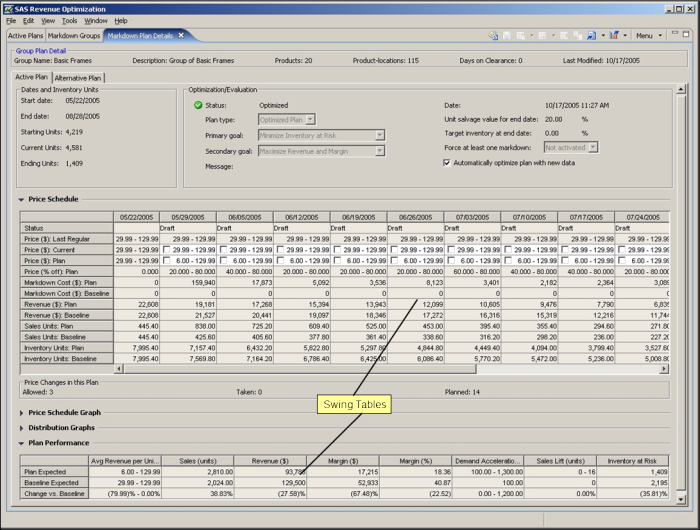 SAS Revenue Optimization
File Edit View Tools Window Help
Active Plans Markdown Groups Markdown Plan Details Menu
Group Plan Detail
Group Name: Basic Frames Description: Group of Basic Frames Products: 20 Product-locations: 115 Days on Clearance: 0 Last Modified: 10/17/2005
Active Plan Alternative Plan
Dates and Inventory Units
Start date: 05/22/2005
End date: 08/28/2005
Starting Units: 4,219
Current Units: 4,581
Ending Units: 1,409
Optimization/Evaluation
Status: Optimized
Plan type: Optimized Plan
Primary goal: Minimize Inventory at Risk
Secondary goal: Maximize Revenue and Margin
Message:
Date: 10/17/2005 11:27 AM
Unit salvage value for end date: 20.00 %
Target inventory at end date: 0.00 %
Force at least one markdown: Not activated
Automatically optimize plan with new data
Price Schedule
05/22/2005 05/29/2005 06/05/2005 06/12/2005 06/19/2005 06/26/2005 07/03/2005 07/10/2005 07/17/2005 07/24/2005
Status Draft Draft Draft Draft Draft Draft Draft Draft Draft
Price ($): Last Regular 29.99 - 129.99 29.99 - 129.99 29.99 - 129.99 29.99 - 129.99 29.99 - 129.99 29.99 - 129.99 29.99 - 129.99 29.99 - 129.99 29.99 - 129.99 29.99 - 129.99
Price ($): Current 29.99 - 129.99 29.99 - 129.99 29.99 - 129.99 29.99 - 129.99 29.99 - 129.99 29.99 - 129.99 29.99 - 129.99 29.99 - 129.99 29.99 - 129.99 29.99 - 129.99
Price ($): Plan 29.99 - 129.99 6.00 - 129.99 6.00 - 129.99 6.00 - 129.99 6.00 - 129.99 6.00 - 129.99 6.00 - 129.99 6.00 - 129.99 6.00 - 129.99 6.00 - 129.99
Price (% off): Plan 0.000 20.000 - 80.000 40.000 - 80.000 40.000 - 80.000 20.000 - 80.000 20.000 - 80.000 60.000 - 80.000 40.000 - 80.000 20.000 - 80.000 20.000 - 80.000
Markdown Cost ($): Plan 0 159,940 17,873 5,092 3,536 8,123 3,401 2,182 2,364
Markdown Cost ($): Baseline 0 0 0 0 0 0 0 0 0
Revenue ($): Plan 22,608 19,181 17,268 15,394 13,943 12,099 10,605 9,476 7,790
Revenue ($): Baseline 22,608 21,527 20,441 19,097 18,346 17,272 16,316 15,319 12,216
Sales Units: Plan 445.40 838.00 725.20 609.40 525.00 453.00 395.40 355.40 294.60
Sales Units: Baseline 445.40 425.60 405.60 377.80 361.40 338.60 316.20 298.20 236.00
Inventory Units: Plan 7,995.40 7,157.40 6,432.20 5,822.80 5,297.80 4,844.80 4,449.40 4,094.00 3,799.40
Inventory Units: Baseline 7,995.40 7,569.80 7,164.20 6,786.40 6,425.00 6,086.40 5,770.20 5,472.00 5,236.00
Price Changes in this Plan
Allowed: 3 Taken: 0 Planned: 14
Swing Tables
Price Schedule Graph
Distribution Graphs
Plan Performance
Avg Revenue per Uni... Sales (units) Revenue ($) Margin ($) Margin (%) Demand Acceleratio... Sales Lift (units) Inventory at Risk
Plan Expected 6.00 - 129.99 2,810.00 17,215 18.36 100.00 - 1,300.00 0 - 16 1,409
Baseline Expected 29.99 - 129.99 2,024.00 129,500 52,933 40.87 100.00 0 2,195
Change vs. Baseline (79.99)% - 0.00% 38.83% (27.58)% (67.48)% (22.52) 0.00 - 1,200.00 0.00% (35.81)%